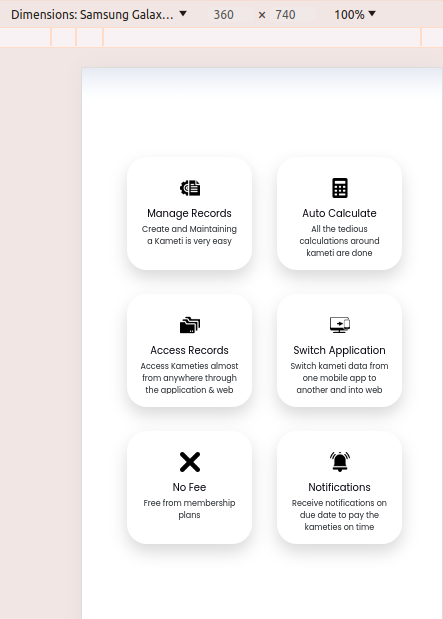 Dimensions: Samsung Galax... ▼ 360 × 740 100% ▼
Manage Records
Create and Maintaining
a Kameti is very easy
Auto Calculate
All the tedious
calculations around
kameti are done
Access Records
Access Kameties almost
from anywhere through
the application & web
Switch Application
Switch kameti data from
one mobile app to
another and into web
No Fee
Free from membership
plans
Notifications
Receive notifications on
due date to pay the
kameties on time